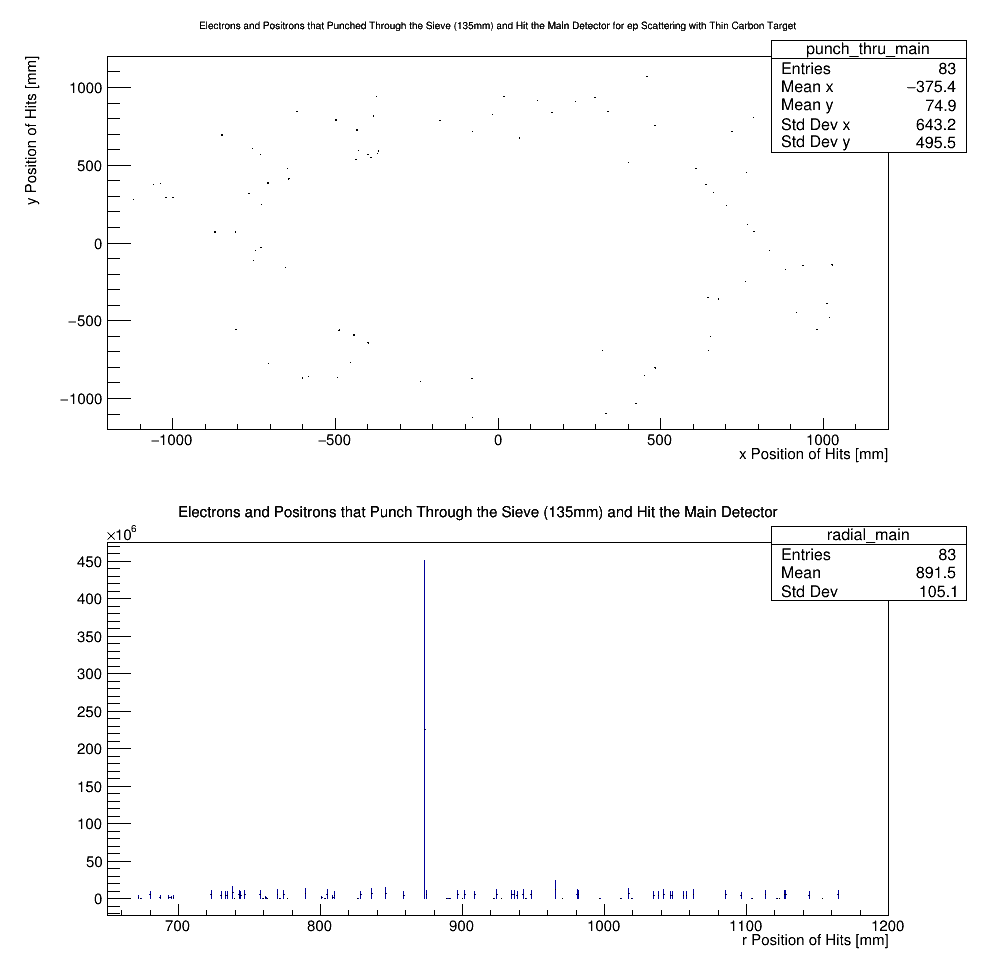 Electrons and Positrons that Punched Through the Sieve (135mm) and Hit the Main Detector for ep Scattering with Thin Carbon Target
punch_thru_main
Entries 83
Mean x −375.4
Mean y 74.9
Std Dev x 643.2
Std Dev y 495.5
y Position of Hits [mm]
1000
500
0
−500
−1000
−1000 −500 0 500 1000
x Position of Hits [mm]
Electrons and Positrons that Punch Through the Sieve (135mm) and Hit the Main Detector
radial_main
Entries 83
Mean 891.5
Std Dev 105.1
×10⁶
450
400
350
300
250
200
150
100
50
0
700 800 900 1000 1100 1200
r Position of Hits [mm]